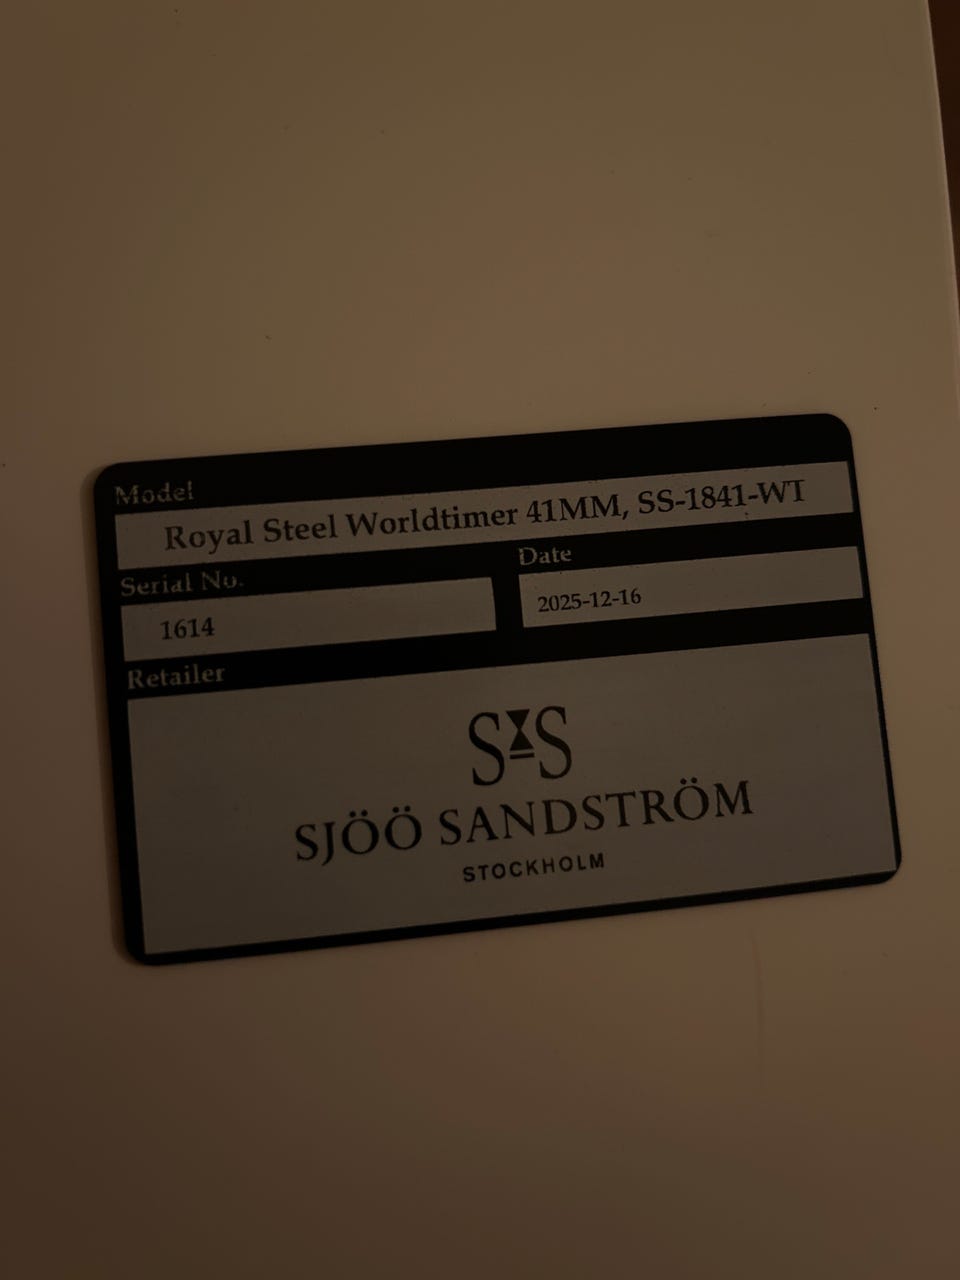 Model
Royal Steel Worldtimer 41MM, SS-1841-WT
Serial No.
1614
Date
2025-12-16
Retailer
SS
SJÖÖ SANDSTRÖM
STOCKHOLM